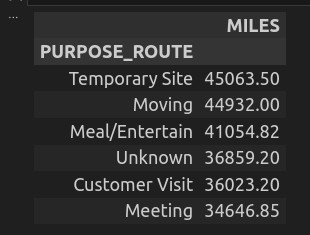 ...
MILES
PURPOSE_ROUTE
Temporary Site 45063.50
Moving 44932.00
Meal/Entertain 41054.82
Unknown 36859.20
Customer Visit 36023.20
Meeting 34646.85